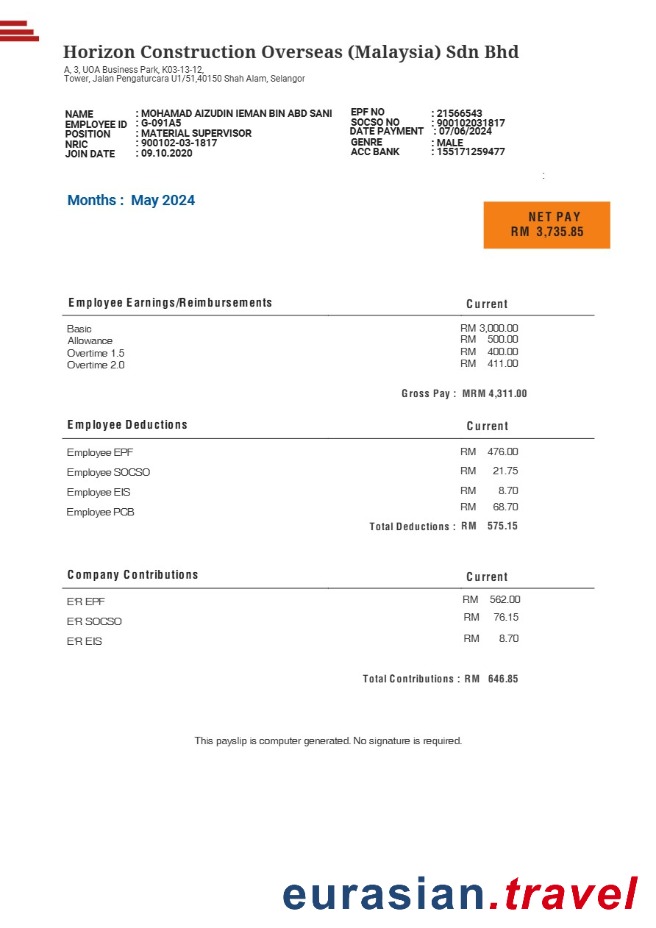 Horizon Construction Overseas (Malaysia) Sdn Bhd
A, 3, UOA Business Park, K03-13-12,
Tower, Jalan Pengaturcara U1/51,40150 Shah Alam, Selangor
NAME : MOHAMAD AIZUDIN IEMAN BIN ABD SANI EPF NO : 21566543
EMPLOYEE ID : G-091A5 SOCSO NO : 900102031817
POSITION : MATERIAL SUPERVISOR DATE PAYMENT : 07/06/2024
NRIC : 900102-03-1817 GENRE : MALE
JOIN DATE : 09.10.2020 ACC BANK : 155171259477
:
Months : May 2024
NET PAY
RM 3,735.85
Employee Earnings/Reimbursements Current
Basic RM 3,000.00
Allowance RM 500.00
Overtime 1.5 RM 400.00
Overtime 2.0 RM 411.00
Gross Pay : MRM 4,311.00
Employee Deductions Current
Employee EPF RM 476.00
Employee SOCSO RM 21.75
Employee EIS RM 8.70
Employee PCB RM 68.70
Total Deductions : RM 575.15
Company Contributions Current
E'R EPF RM 562.00
E'R SOCSO RM 76.15
E'R EIS RM 8.70
Total Contributions : RM 646.85
This payslip is computer generated. No signature is required.
eurasian.travel